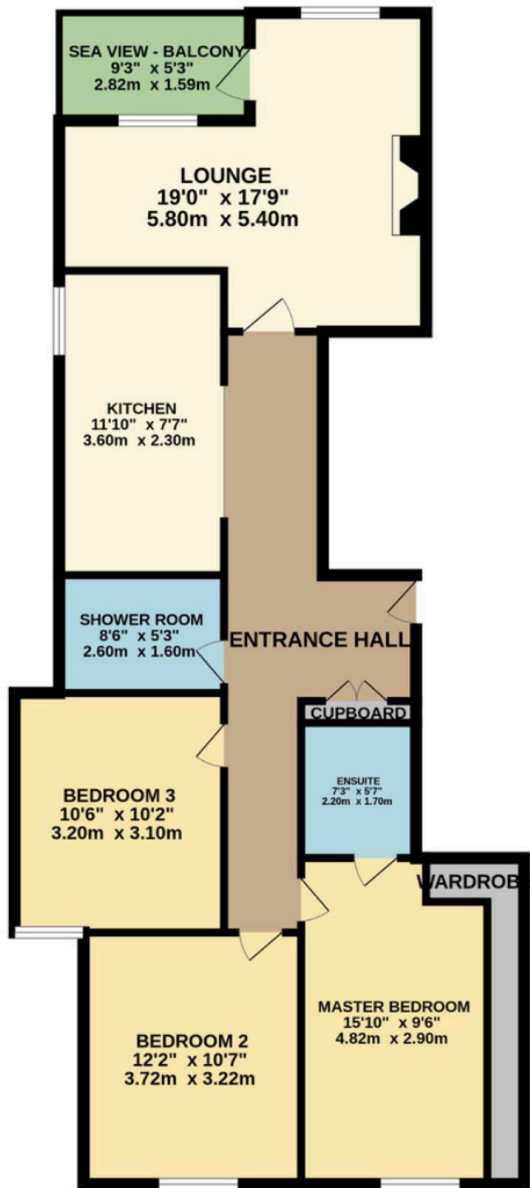 SEA VIEW - BALCONY
9'3" x 5'3"
2.82m x 1.59m
LOUNGE
19'0" x 17'9"
5.80m x 5.40m
KITCHEN
11'10" x 7'7"
3.60m x 2.30m
SHOWER ROOM
8'6" x 5'3"
2.60m x 1.60m
ENTRANCE HALL
CUPBOARD
ENSUITE
7'3" x 5'7"
2.20m x 1.70m
BEDROOM 3
10'6" x 10'2"
3.20m x 3.10m
WARDROB
MASTER BEDROOM
15'10" x 9'6"
4.82m x 2.90m
BEDROOM 2
12'2" x 10'7"
3.72m x 3.22m